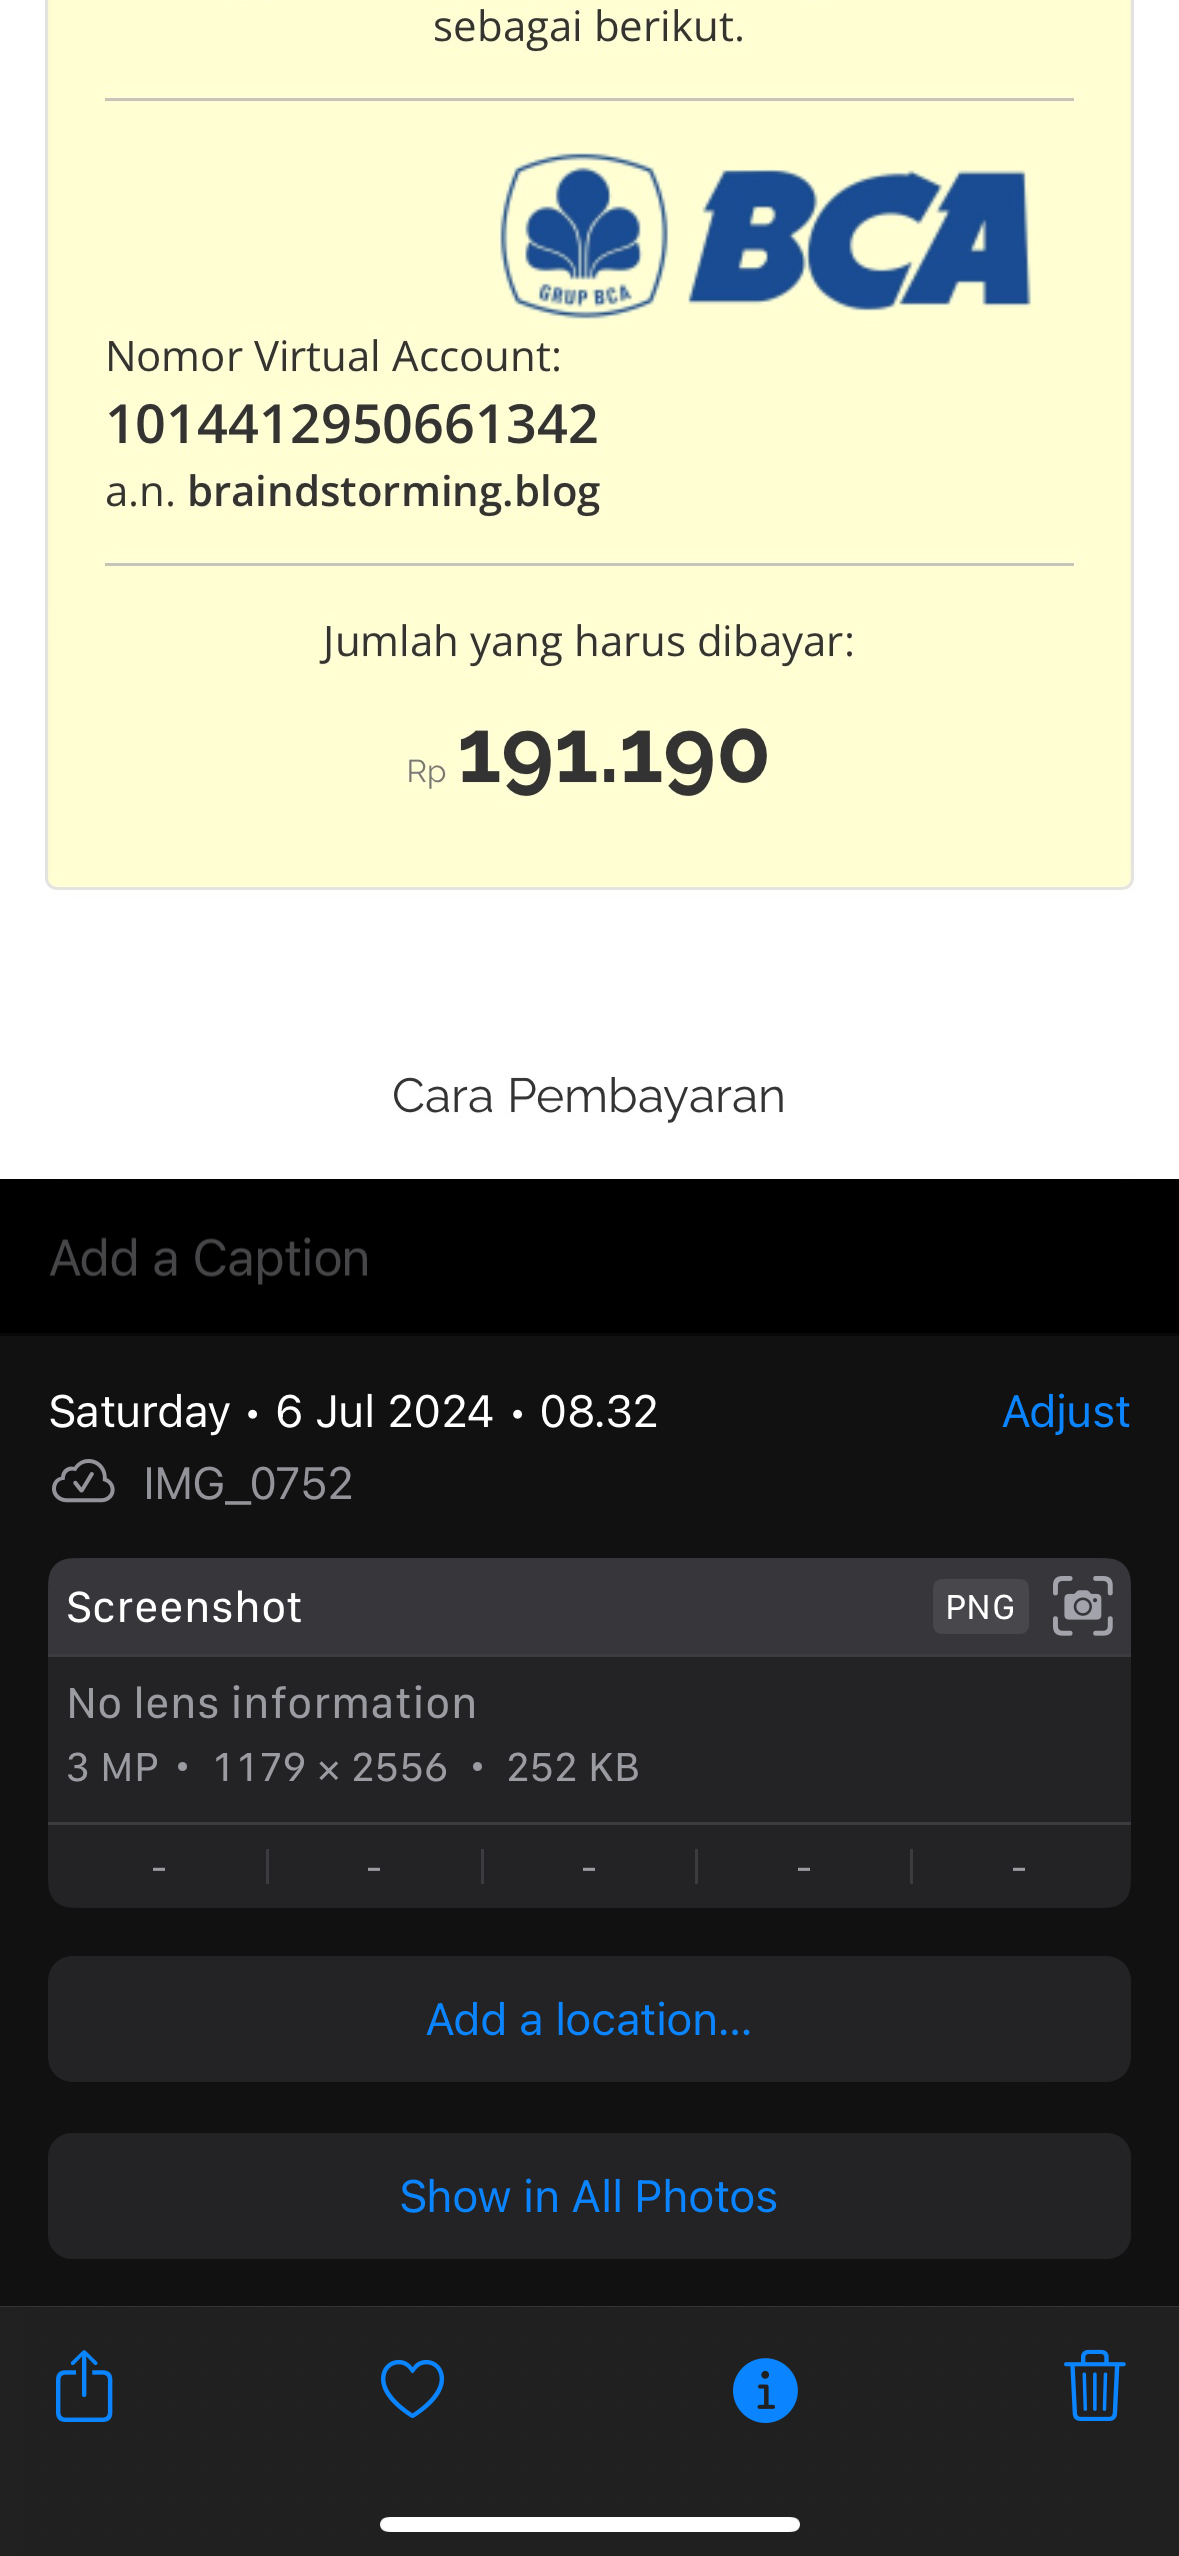 sebagai berikut.
GRUP BCA
BCA
Nomor Virtual Account:
1014412950661342
a.n. braindstorming.blog
Jumlah yang harus dibayar:
Rp 191.190
Cara Pembayaran
Add a Caption
Saturday • 6 Jul 2024 • 08.32
Adjust
IMG_0752
Screenshot
PNG
No lens information
3 MP • 1179 × 2556 • 252 KB
- - - - -
Add a location...
Show in All Photos